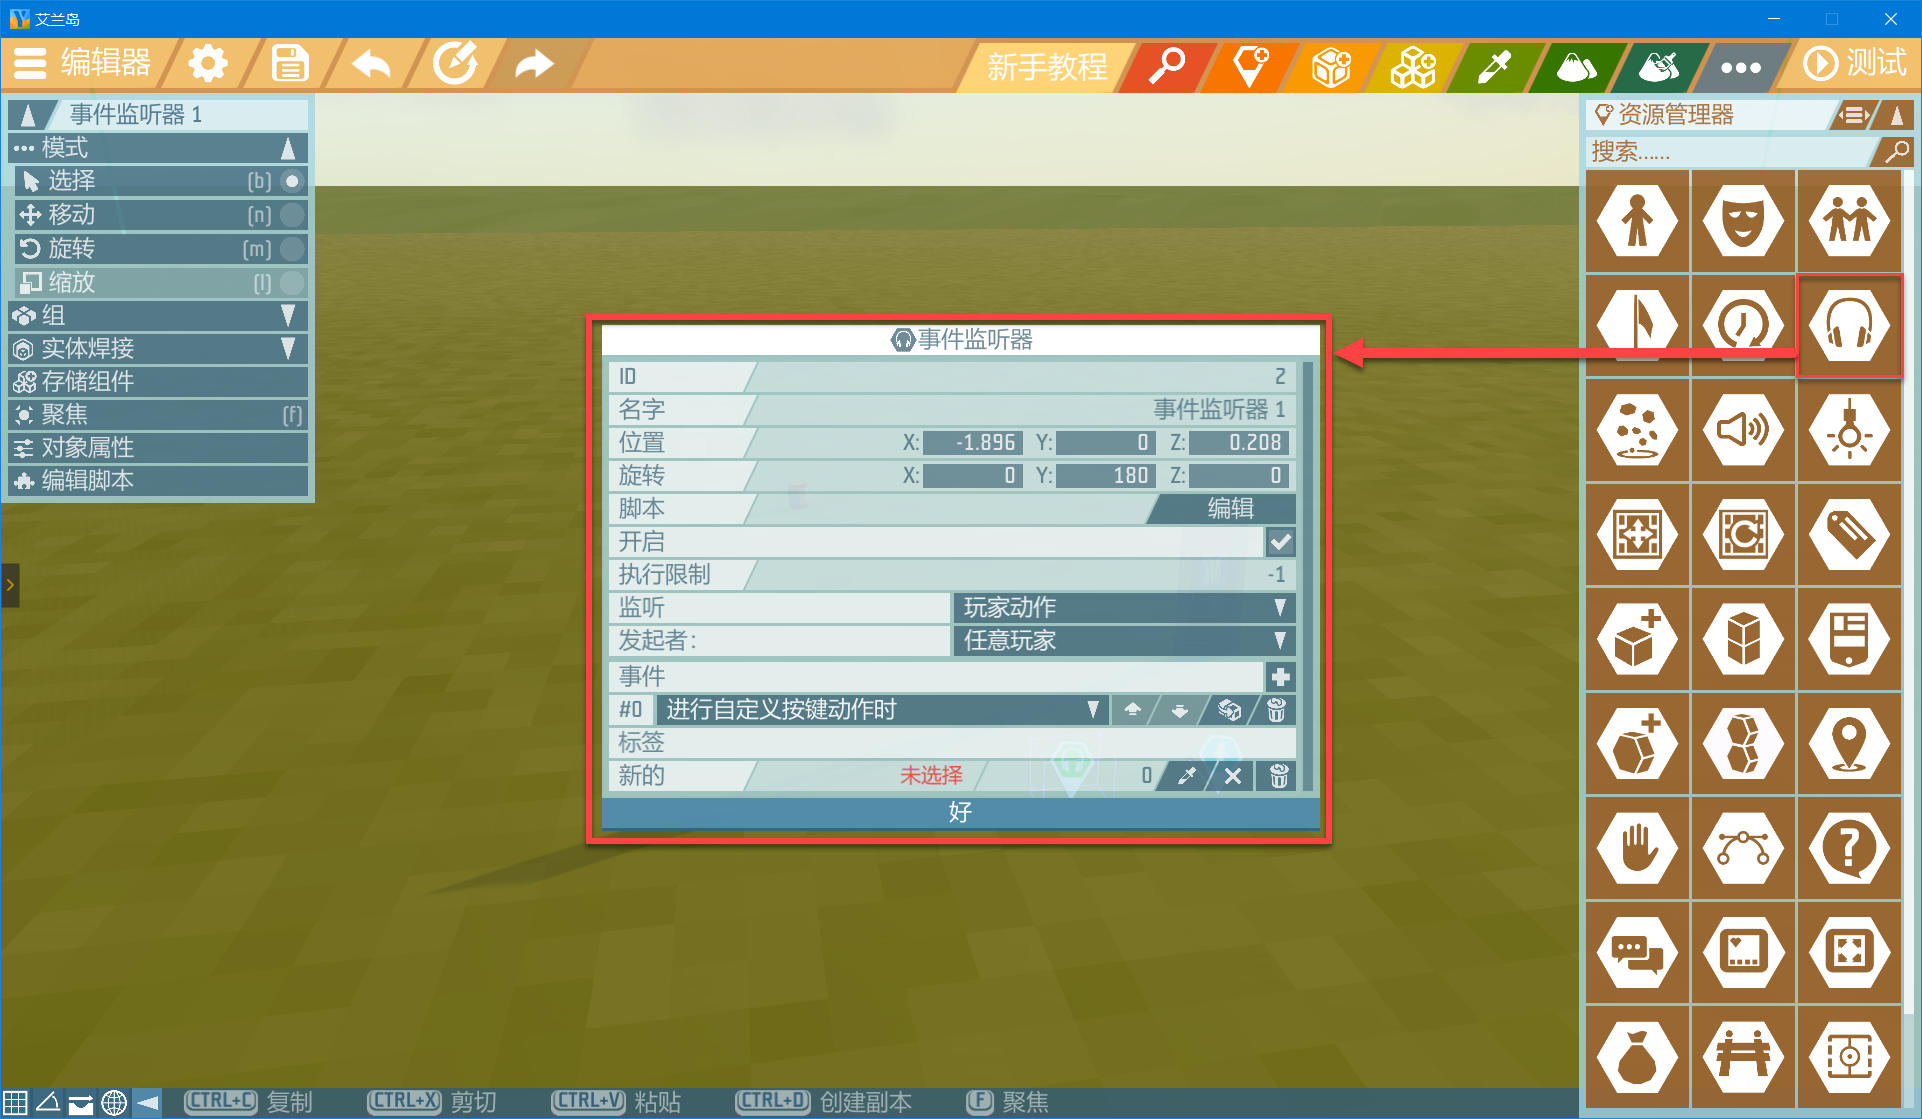 艾兰岛
编辑器
新手教程
测试
事件监听器 1
模式
选择 (b)
移动 (n)
旋转 (m)
缩放 (l)
组
实体焊接
存储组件
聚焦 (f)
对象属性
编辑脚本
事件监听器
ID 2
名字 事件监听器 1
位置 X: -1.896 Y: 0 Z: 0.208
旋转 X: 0 Y: 180 Z: 0
脚本 编辑
开启
执行限制 -1
监听 玩家动作
发起者: 任意玩家
事件
#0 进行自定义按键动作时
标签
新的 未选择 0
好
资源管理器
搜索......
CTRL+C 复制 CTRL+X 剪切 CTRL+V 粘贴 CTRL+D 创建副本 F 聚焦